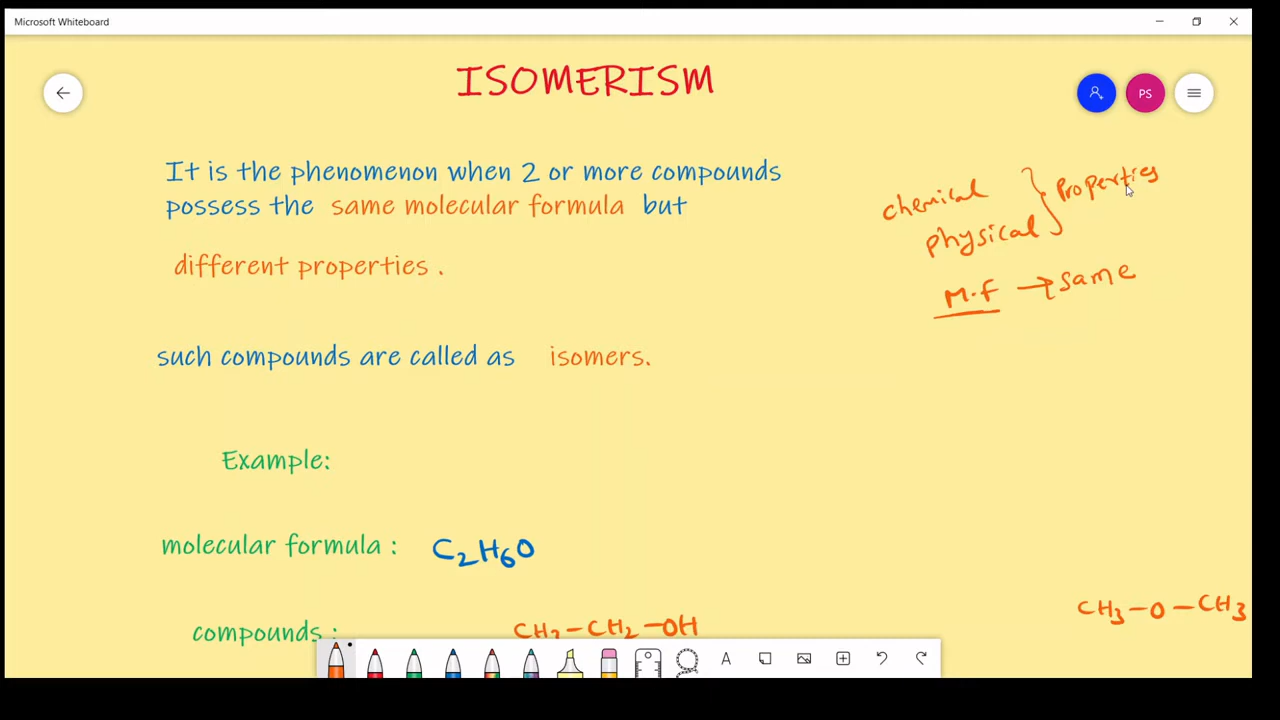 Microsoft Whiteboard
ISOMERISM
PS
It is the phenomenon when 2 or more compounds
possess the same molecular formula but
different properties .
chemical
physical } Properties
M.F → same
such compounds are called as isomers.
Example:
molecular formula : C₂H₆O
compounds : CH₃-CH₂-OH CH₃-O-CH₃
A